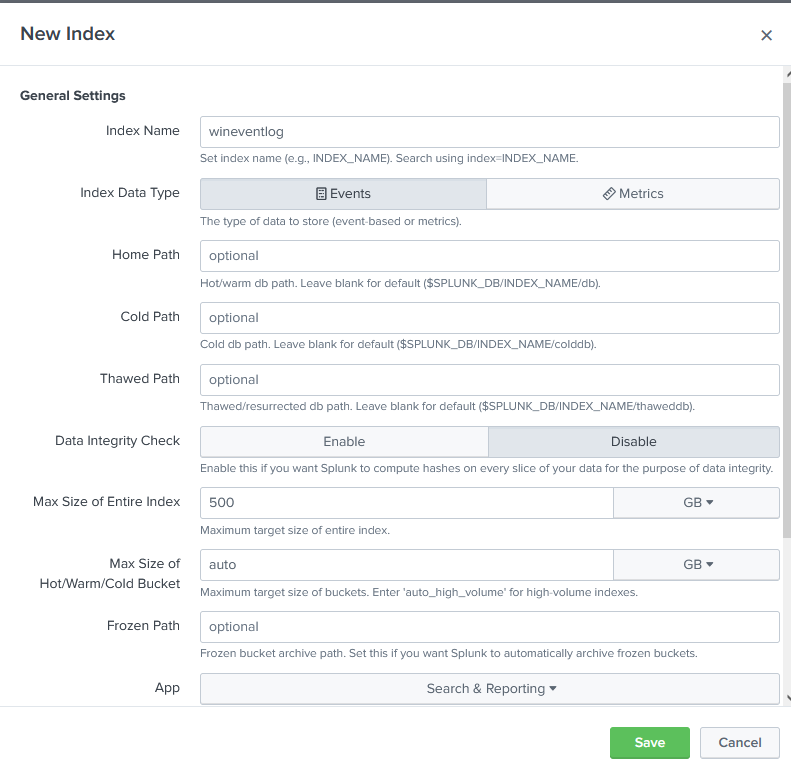 New Index
General Settings
Index Name
wineventlog
Set index name (e.g., INDEX_NAME). Search using index=INDEX_NAME.
Index Data Type
Events
Metrics
The type of data to store (event-based or metrics).
Home Path
optional
Hot/warm db path. Leave blank for default ($SPLUNK_DB/INDEX_NAME/db).
Cold Path
optional
Cold db path. Leave blank for default ($SPLUNK_DB/INDEX_NAME/colddb).
Thawed Path
optional
Thawed/resurrected db path. Leave blank for default ($SPLUNK_DB/INDEX_NAME/thaweddb).
Data Integrity Check
Enable
Disable
Enable this if you want Splunk to compute hashes on every slice of your data for the purpose of data integrity.
Max Size of Entire Index
500
GB
Maximum target size of entire index.
Max Size of
Hot/Warm/Cold Bucket
auto
GB
Maximum target size of buckets. Enter 'auto_high_volume' for high-volume indexes.
Frozen Path
optional
Frozen bucket archive path. Set this if you want Splunk to automatically archive frozen buckets.
App
Search & Reporting
Save
Cancel